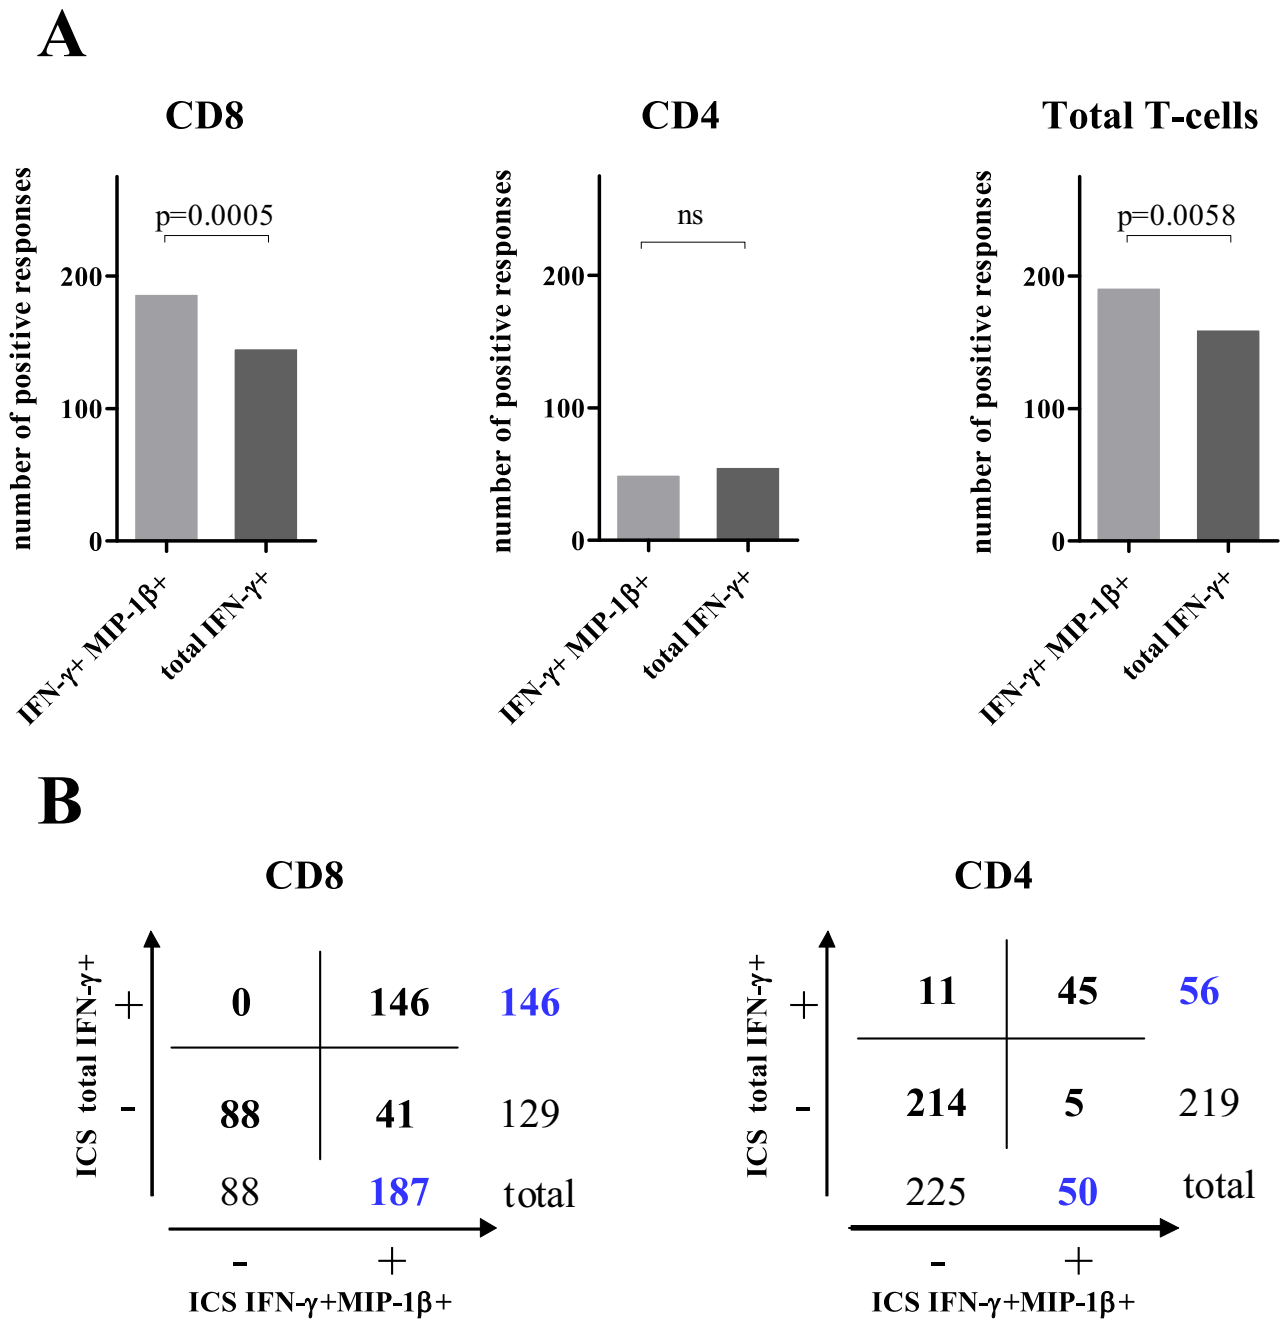 A
CD8
CD4
Total T-cells
number of positive responses
p=0.0005
200
100
0
IFN-γ+ MIP-1β+
total IFN-γ+
number of positive responses
ns
200
100
0
IFN-γ+ MIP-1β+
total IFN-γ+
number of positive responses
p=0.0058
200
100
0
IFN-γ+ MIP-1β+
total IFN-γ+
B
CD8
ICS total IFN-γ+
+ 0 146 146
- 88 41 129
88 187 total
- +
ICS IFN-γ+MIP-1β+
CD4
ICS total IFN-γ+
+ 11 45 56
- 214 5 219
225 50 total
- +
ICS IFN-γ+MIP-1β+